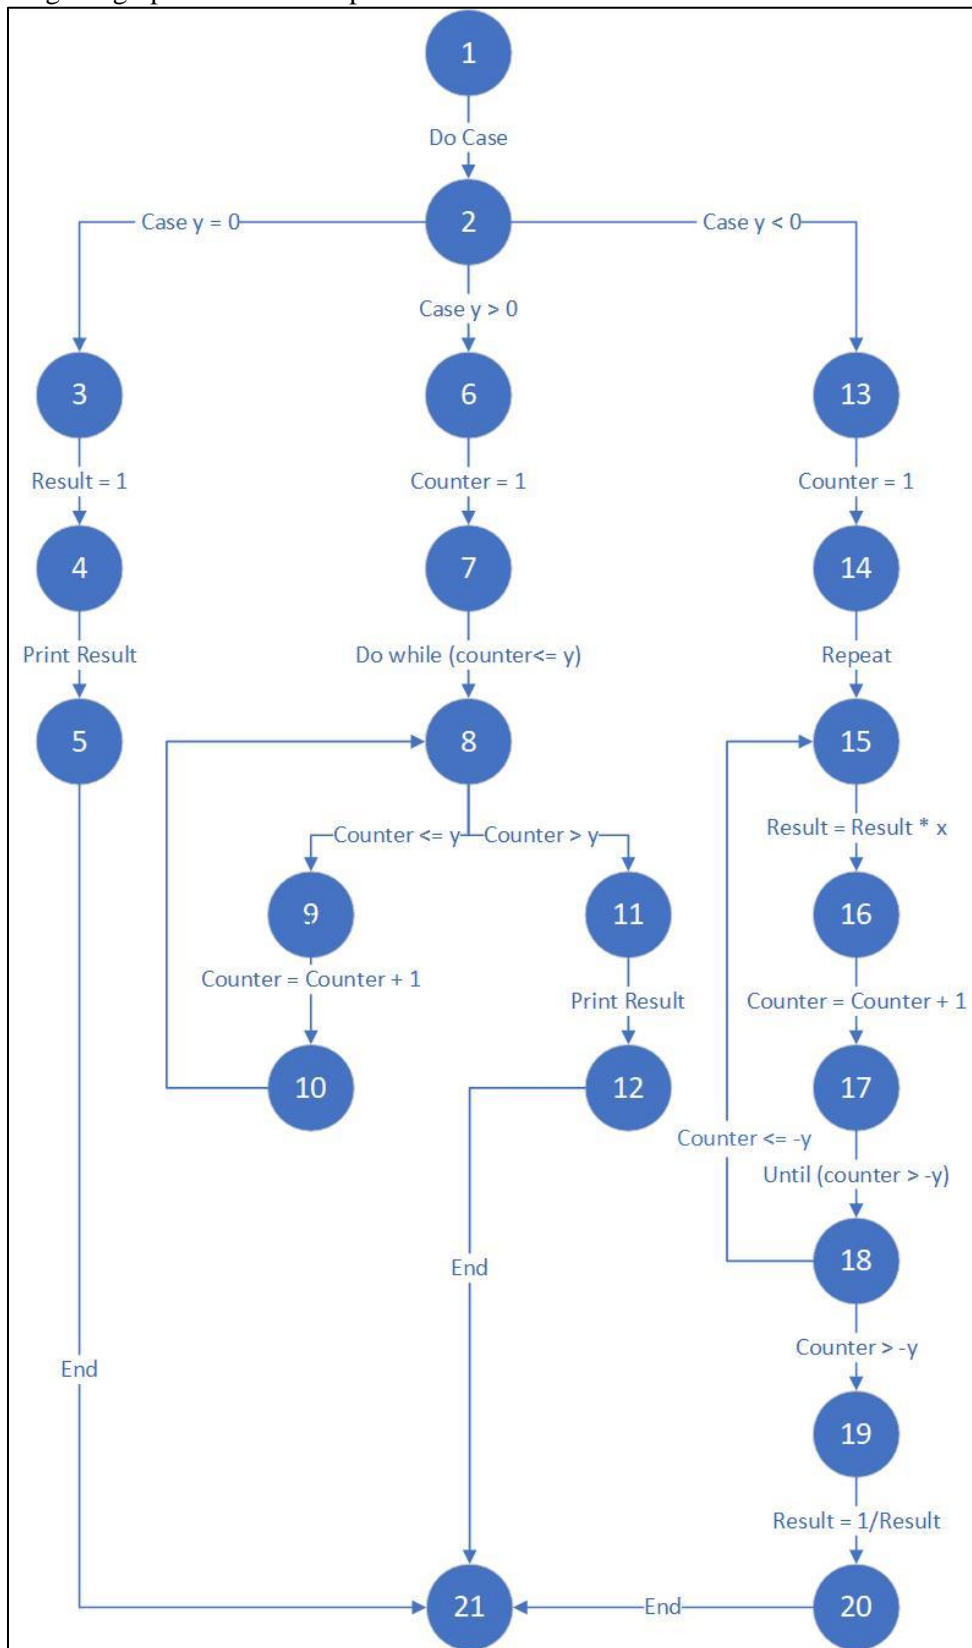 1
Do Case
2
Case y = 0
Case y > 0
Case y < 0
3
6
13
Result = 1
Counter = 1
Counter = 1
4
7
14
Print Result
Do while (counter<= y)
Repeat
5
8
15
Counter <= y
Counter > y
Result = Result * x
9
11
16
Counter = Counter + 1
Print Result
Counter = Counter + 1
10
12
17
Counter <= -y
Until (counter > -y)
End
18
Counter > -y
End
19
Result = 1/Result
21
End
20